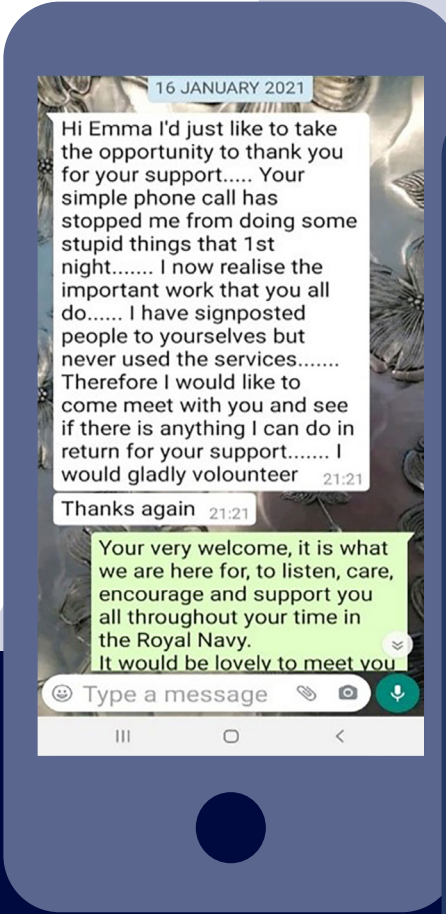 16 JANUARY 2021
Hi Emma I'd just like to take
the opportunity to thank you
for your support..... Your
simple phone call has
stopped me from doing some
stupid things that 1st
night....... I now realise the
important work that you all
do...... I have signposted
people to yourselves but
never used the services.......
Therefore I would like to
come meet with you and see
if there is anything I can do in
return for your support....... I
would gladly volounteer 21:21
Thanks again 21:21
Your very welcome, it is what
we are here for, to listen, care,
encourage and support you
all throughout your time in
the Royal Navy.
It would be lovely to meet you
Type a message